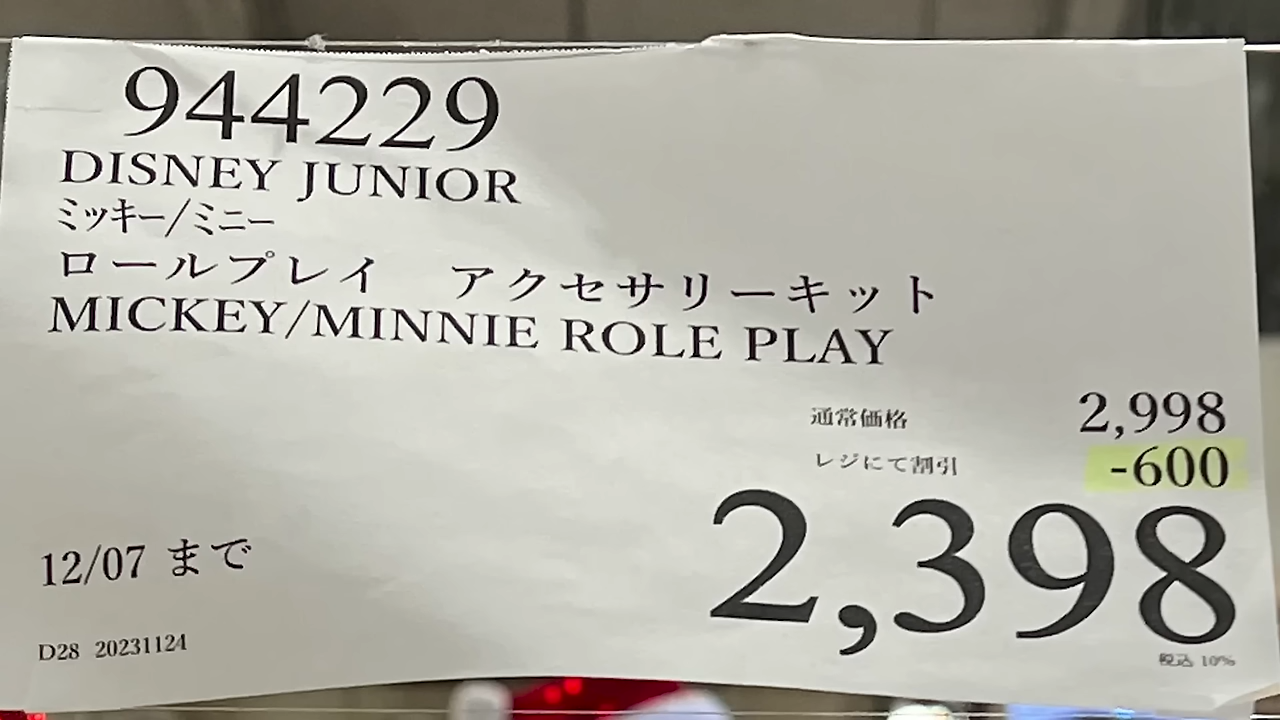 944229
DISNEY JUNIOR
ミッキー/ミニー
ロールプレイ　アクセサリーキット
MICKEY/MINNIE ROLE PLAY
通常価格 2,998
レジにて割引 -600
2,398
12/07 まで
税込 10%
D28 20231124